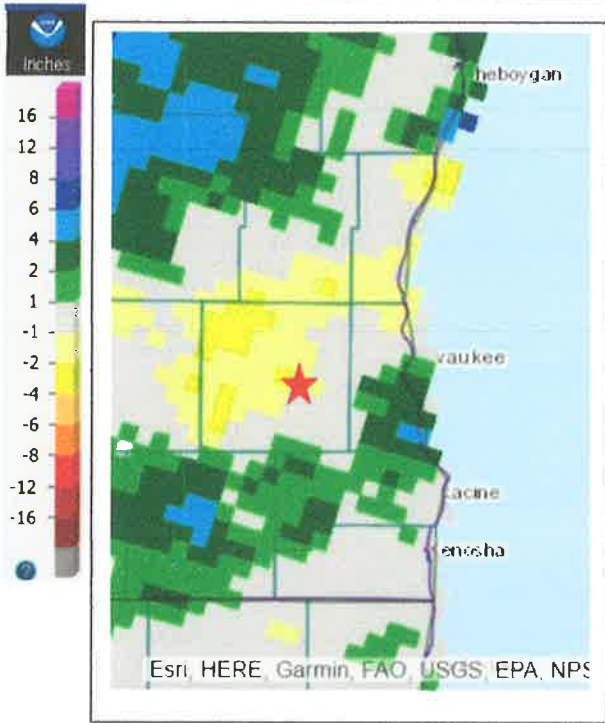 Inches
16
12
8
6
4
2
1
-1
-2
-4
-6
-8
-12
-16
heboygan
vaukee
acine
enosha
Esri, HERE, Garmin, FAO, USGS, EPA, NPS